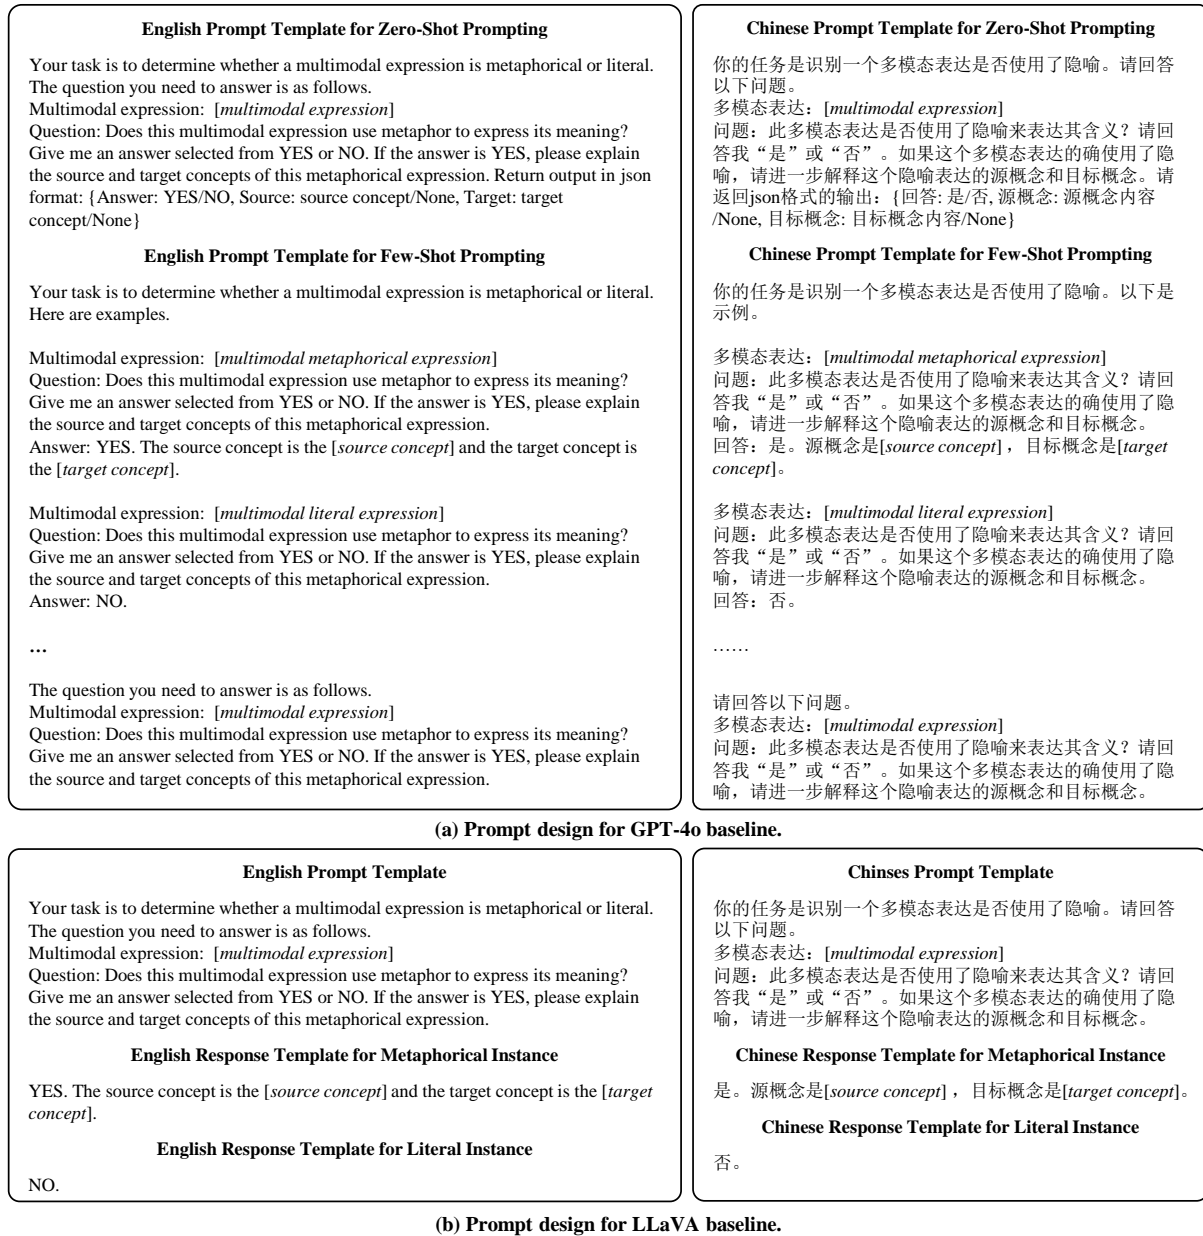 English Prompt Template for Zero-Shot Prompting
Your task is to determine whether a multimodal expression is metaphorical or literal.
The question you need to answer is as follows.
Multimodal expression: [multimodal expression]
Question: Does this multimodal expression use metaphor to express its meaning?
Give me an answer selected from YES or NO. If the answer is YES, please explain
the source and target concepts of this metaphorical expression. Return output in json
format: {Answer: YES/NO, Source: source concept/None, Target: target
concept/None}
English Prompt Template for Few-Shot Prompting
Your task is to determine whether a multimodal expression is metaphorical or literal.
Here are examples.
Multimodal expression: [multimodal metaphorical expression]
Question: Does this multimodal expression use metaphor to express its meaning?
Give me an answer selected from YES or NO. If the answer is YES, please explain
the source and target concepts of this metaphorical expression.
Answer: YES. The source concept is the [source concept] and the target concept is
the [target concept].
Multimodal expression: [multimodal literal expression]
Question: Does this multimodal expression use metaphor to express its meaning?
Give me an answer selected from YES or NO. If the answer is YES, please explain
the source and target concepts of this metaphorical expression.
Answer: NO.
...
The question you need to answer is as follows.
Multimodal expression: [multimodal expression]
Question: Does this multimodal expression use metaphor to express its meaning?
Give me an answer selected from YES or NO. If the answer is YES, please explain
the source and target concepts of this metaphorical expression.
Chinese Prompt Template for Zero-Shot Prompting
你的任务是识别一个多模态表达是否使用了隐喻。请回答
以下问题。
多模态表达：[multimodal expression]
问题：此多模态表达是否使用了隐喻来表达其含义？请回
答我“是”或“否”。如果这个多模态表达的确使用了隐
喻，请进一步解释这个隐喻表达的源概念和目标概念。请
返回json格式的输出：{回答: 是/否, 源概念: 源概念内容
/None, 目标概念: 目标概念内容/None}
Chinese Prompt Template for Few-Shot Prompting
你的任务是识别一个多模态表达是否使用了隐喻。以下是
示例。
多模态表达：[multimodal metaphorical expression]
问题：此多模态表达是否使用了隐喻来表达其含义？请回
答我“是”或“否”。如果这个多模态表达的确使用了隐
喻，请进一步解释这个隐喻表达的源概念和目标概念。
回答：是。源概念是[source concept]，目标概念是[target
concept]。
多模态表达：[multimodal literal expression]
问题：此多模态表达是否使用了隐喻来表达其含义？请回
答我“是”或“否”。如果这个多模态表达的确使用了隐
喻，请进一步解释这个隐喻表达的源概念和目标概念。
回答：否。
……
请回答以下问题。
多模态表达：[multimodal expression]
问题：此多模态表达是否使用了隐喻来表达其含义？请回
答我“是”或“否”。如果这个多模态表达的确使用了隐
喻，请进一步解释这个隐喻表达的源概念和目标概念。
(a) Prompt design for GPT-4o baseline.
English Prompt Template
Your task is to determine whether a multimodal expression is metaphorical or literal.
The question you need to answer is as follows.
Multimodal expression: [multimodal expression]
Question: Does this multimodal expression use metaphor to express its meaning?
Give me an answer selected from YES or NO. If the answer is YES, please explain
the source and target concepts of this metaphorical expression.
English Response Template for Metaphorical Instance
YES. The source concept is the [source concept] and the target concept is the [target
concept].
English Response Template for Literal Instance
NO.
Chinses Prompt Template
你的任务是识别一个多模态表达是否使用了隐喻。请回答
以下问题。
多模态表达：[multimodal expression]
问题：此多模态表达是否使用了隐喻来表达其含义？请回
答我“是”或“否”。如果这个多模态表达的确使用了隐
喻，请进一步解释这个隐喻表达的源概念和目标概念。
Chinese Response Template for Metaphorical Instance
是。源概念是[source concept]，目标概念是[target concept]。
Chinese Response Template for Literal Instance
否。
(b) Prompt design for LLaVA baseline.